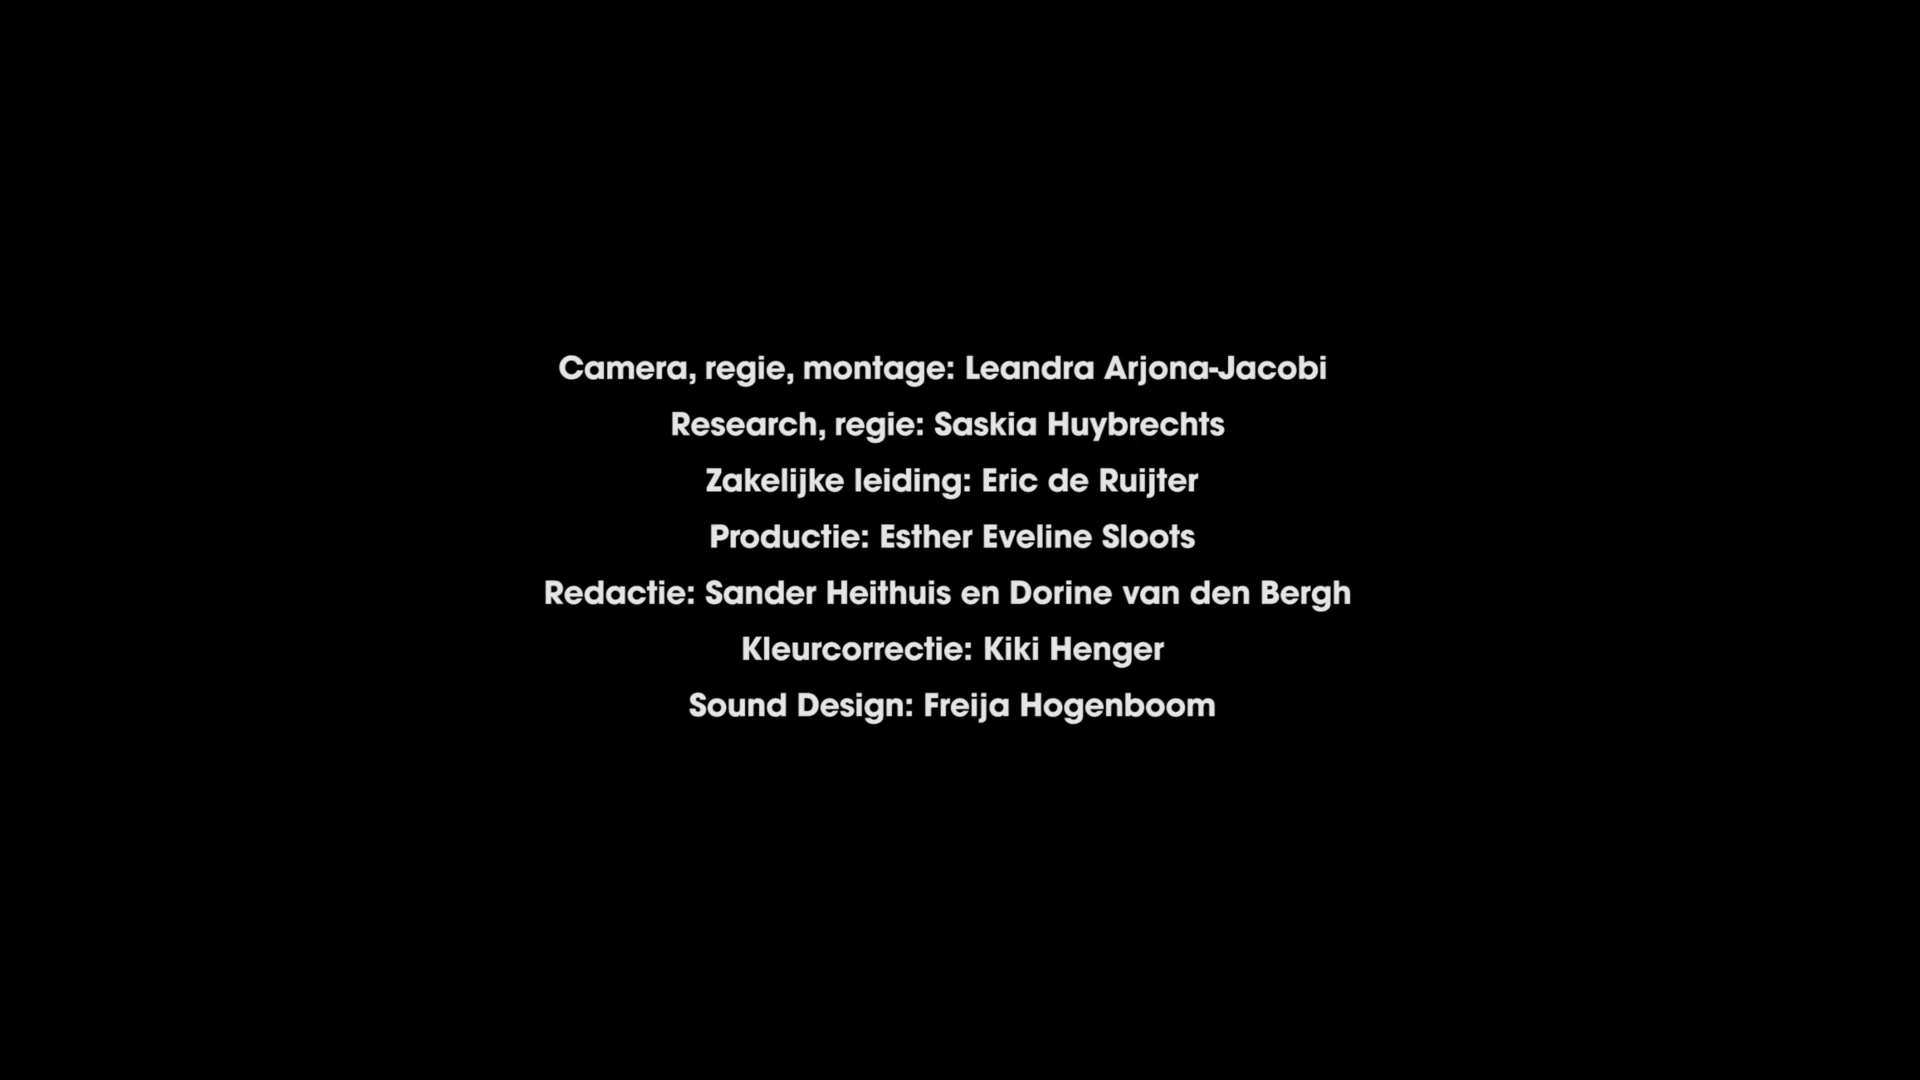 Camera, regie, montage: Leandra Arjona-Jacobi
Research, regie: Saskia Huybrechts
Zakelijke leiding: Eric de Ruijter
Productie: Esther Eveline Sloots
Redactie: Sander Heithuis en Dorine van den Bergh
Kleurcorrectie: Kiki Henger
Sound Design: Freija Hogenboom